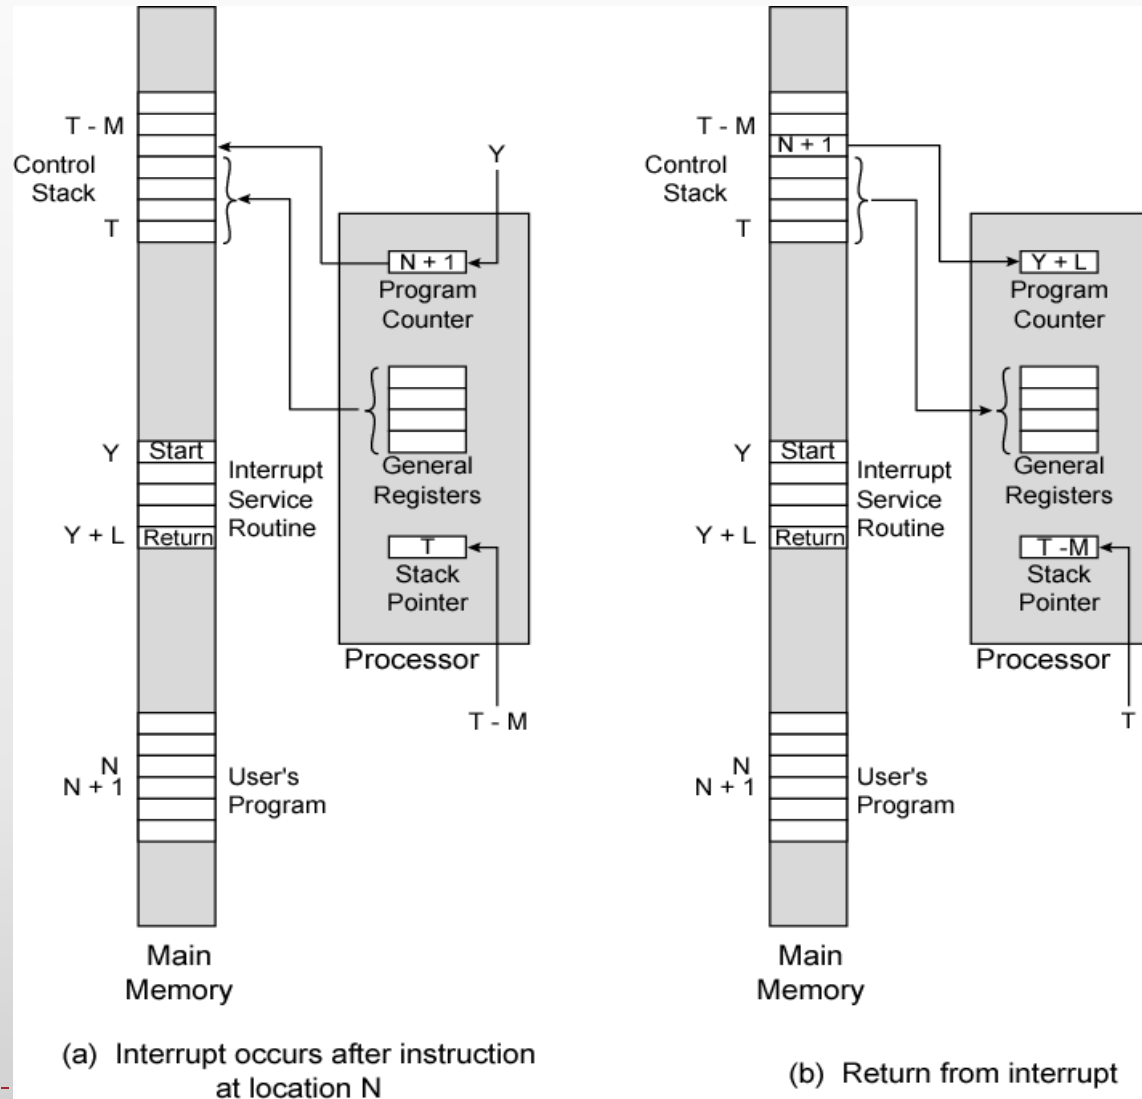 T - M
Control
Stack
T
Y
N + 1
Program
Counter
Y
Start
Interrupt
Service
Routine
General
Registers
Y + L
Return
T
Stack
Pointer
Processor
T - M
N
N + 1
User's
Program
Main
Memory
(a) Interrupt occurs after instruction
at location N
T - M
N + 1
Control
Stack
T
Y + L
Program
Counter
Y
Start
Interrupt
Service
Routine
General
Registers
Y + L
Return
T -M
Stack
Pointer
Processor
T
N
N + 1
User's
Program
Main
Memory
(b) Return from interrupt